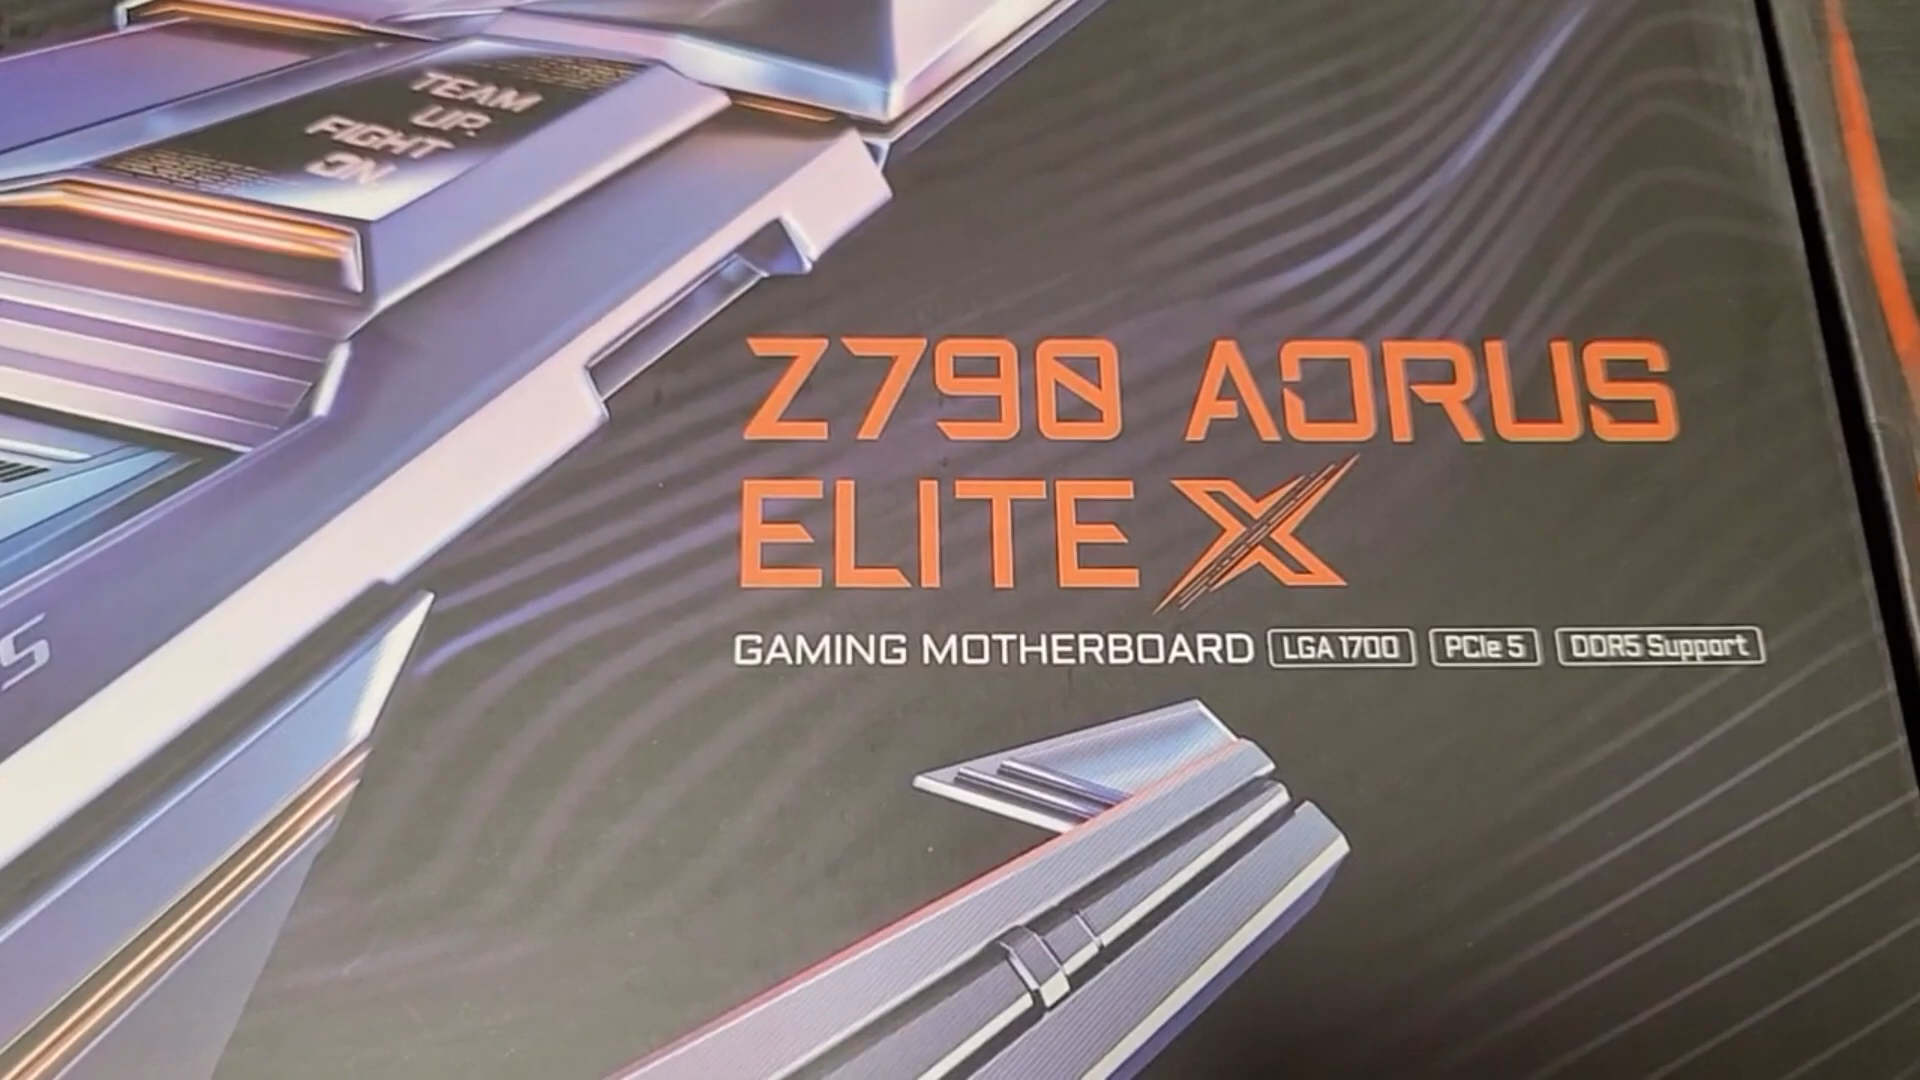 TEAM
UP.
FIGHT
ON.
Z790 AORUS
ELITE X
GAMING MOTHERBOARD LGA 1700 PCIe 5 DDR5 Support
S